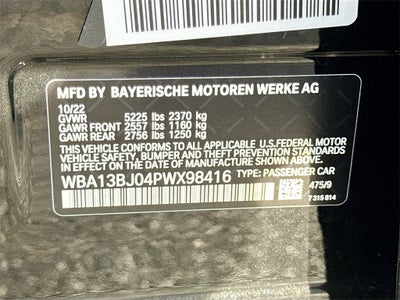 MFD BY BAYERISCHE MOTOREN WERKE AG
10/22
GVWR 5225 lbs 2370 kg
GAWR FRONT 2557 lbs 1160 kg
GAWR REAR 2756 lbs 1250 kg
THIS VEHICLE CONFORMS TO ALL APPLICABLE U.S.FEDERAL MOTOR
VEHICLE SAFETY, BUMPER, AND THEFT PREVENTION STANDARDS
IN EFFECT ON THE DATE OF MANUFACTURE SHOWN ABOVE.
WBA13BJ04PWX98416 TYPE: PASSENGER CAR
475/9
7 315 814